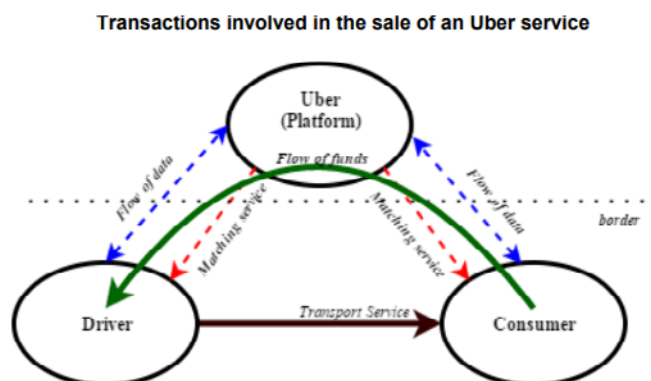 Transactions involved in the sale of an Uber service
Uber
(Platform)
Flow of funds
Flow of data
Matching service
Matching service
Flow of data
border
Driver
Transport Service
Consumer